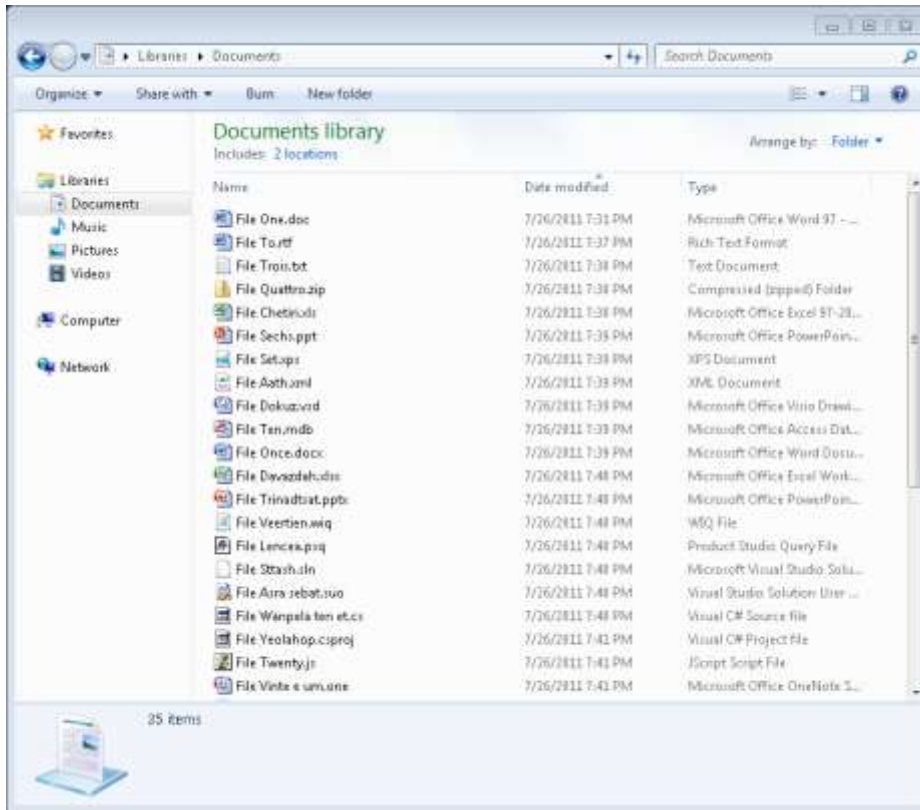 Libraries ▸ Documents
Search Documents
Organize Share with Burn New folder
Favorites
Libraries
Documents
Music
Pictures
Videos
Computer
Network
Documents library
Includes: 2 locations
Arrange by: Folder
Name Date modified Type
File One.doc 7/26/2011 7:31 PM Microsoft Office Word 97 - ...
File To.rtf 7/26/2011 7:37 PM Rich Text Format
File Trois.txt 7/26/2011 7:38 PM Text Document
File Quattro.zip 7/26/2011 7:38 PM Compressed (zipped) Folder
File Chetiri.xls 7/26/2011 7:38 PM Microsoft Office Excel 97-20...
File Sechs.ppt 7/26/2011 7:39 PM Microsoft Office PowerPoin...
File Set.xps 7/26/2011 7:39 PM XPS Document
File Aath.xml 7/26/2011 7:39 PM XML Document
File Dokuz.vsd 7/26/2011 7:39 PM Microsoft Office Visio Drawi...
File Ten.mdb 7/26/2011 7:39 PM Microsoft Office Access Dat...
File Once.docx 7/26/2011 7:39 PM Microsoft Office Word Docu...
File Davazdah.xlsx 7/26/2011 7:40 PM Microsoft Office Excel Work...
File Trinadtsat.pptx 7/26/2011 7:40 PM Microsoft Office PowerPoin...
File Veertien.wiq 7/26/2011 7:40 PM WIQ File
File Lencea.psq 7/26/2011 7:40 PM Product Studio Query File
File Sttash.sln 7/26/2011 7:40 PM Microsoft Visual Studio Solu...
File Asra sebat.suo 7/26/2011 7:40 PM Visual Studio Solution User ...
File Wanpela ten et.cs 7/26/2011 7:40 PM Visual C# Source file
File Yeolahop.csproj 7/26/2011 7:41 PM Visual C# Project file
File Twenty.js 7/26/2011 7:41 PM JScript Script File
File Vinte e um.one 7/26/2011 7:41 PM Microsoft Office OneNote S...
35 items